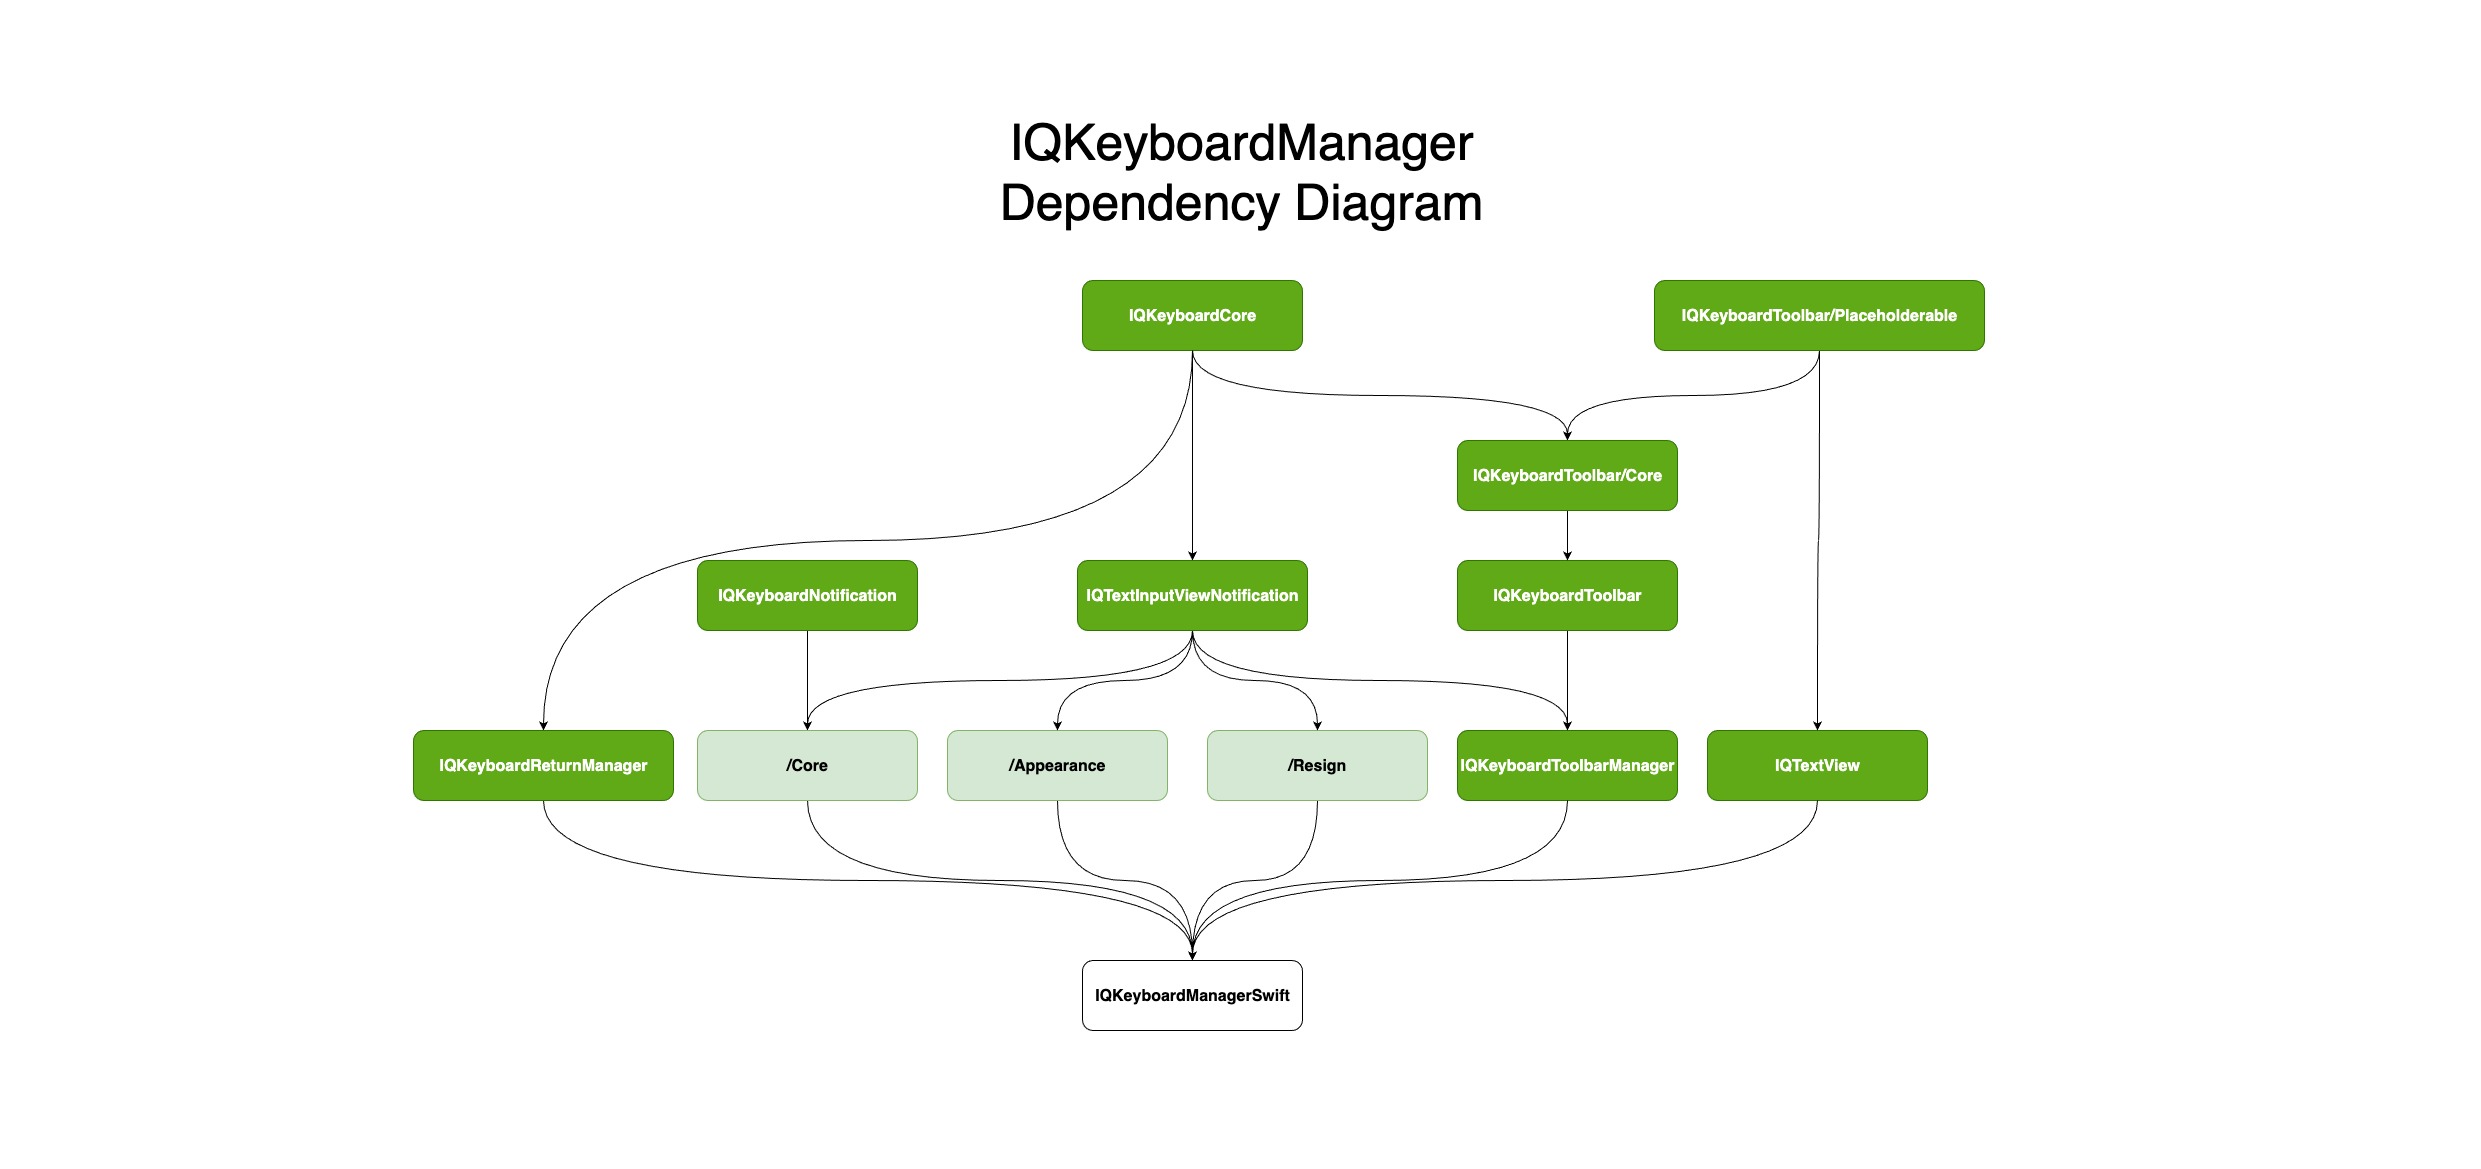 IQKeyboardManager
Dependency Diagram
IQKeyboardCore
IQKeyboardToolbar/Placeholderable
IQKeyboardToolbar/Core
IQKeyboardNotification
IQTextInputViewNotification
IQKeyboardToolbar
IQKeyboardReturnManager
/Core
/Appearance
/Resign
IQKeyboardToolbarManager
IQTextView
IQKeyboardManagerSwift